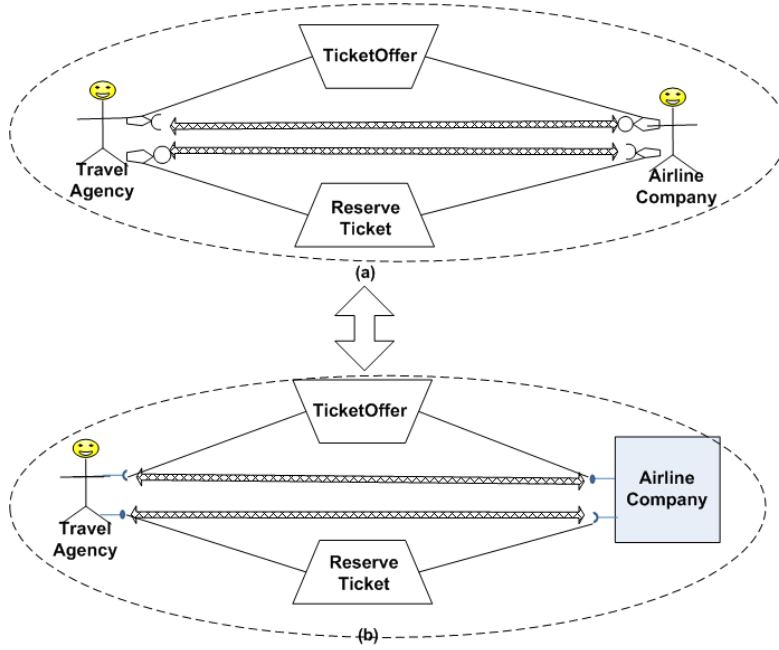 TicketOffer
Travel
Agency
Airline
Company
Reserve
Ticket
(a)
TicketOffer
Travel
Agency
Airline
Company
Reserve
Ticket
(b)